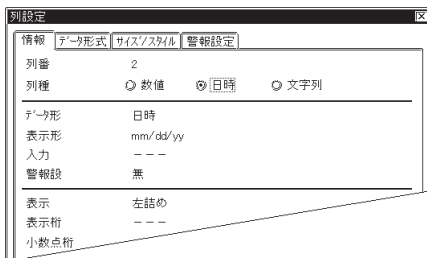 列設定
情報 データ形式 サイズ/スタイル 警報設定
列番 2
列種 数値 日時 文字列
データ形 日時
表示形 mm/dd/yy
入力 ---
警報設 無
表示 左詰め
表示桁 ---
小数点桁